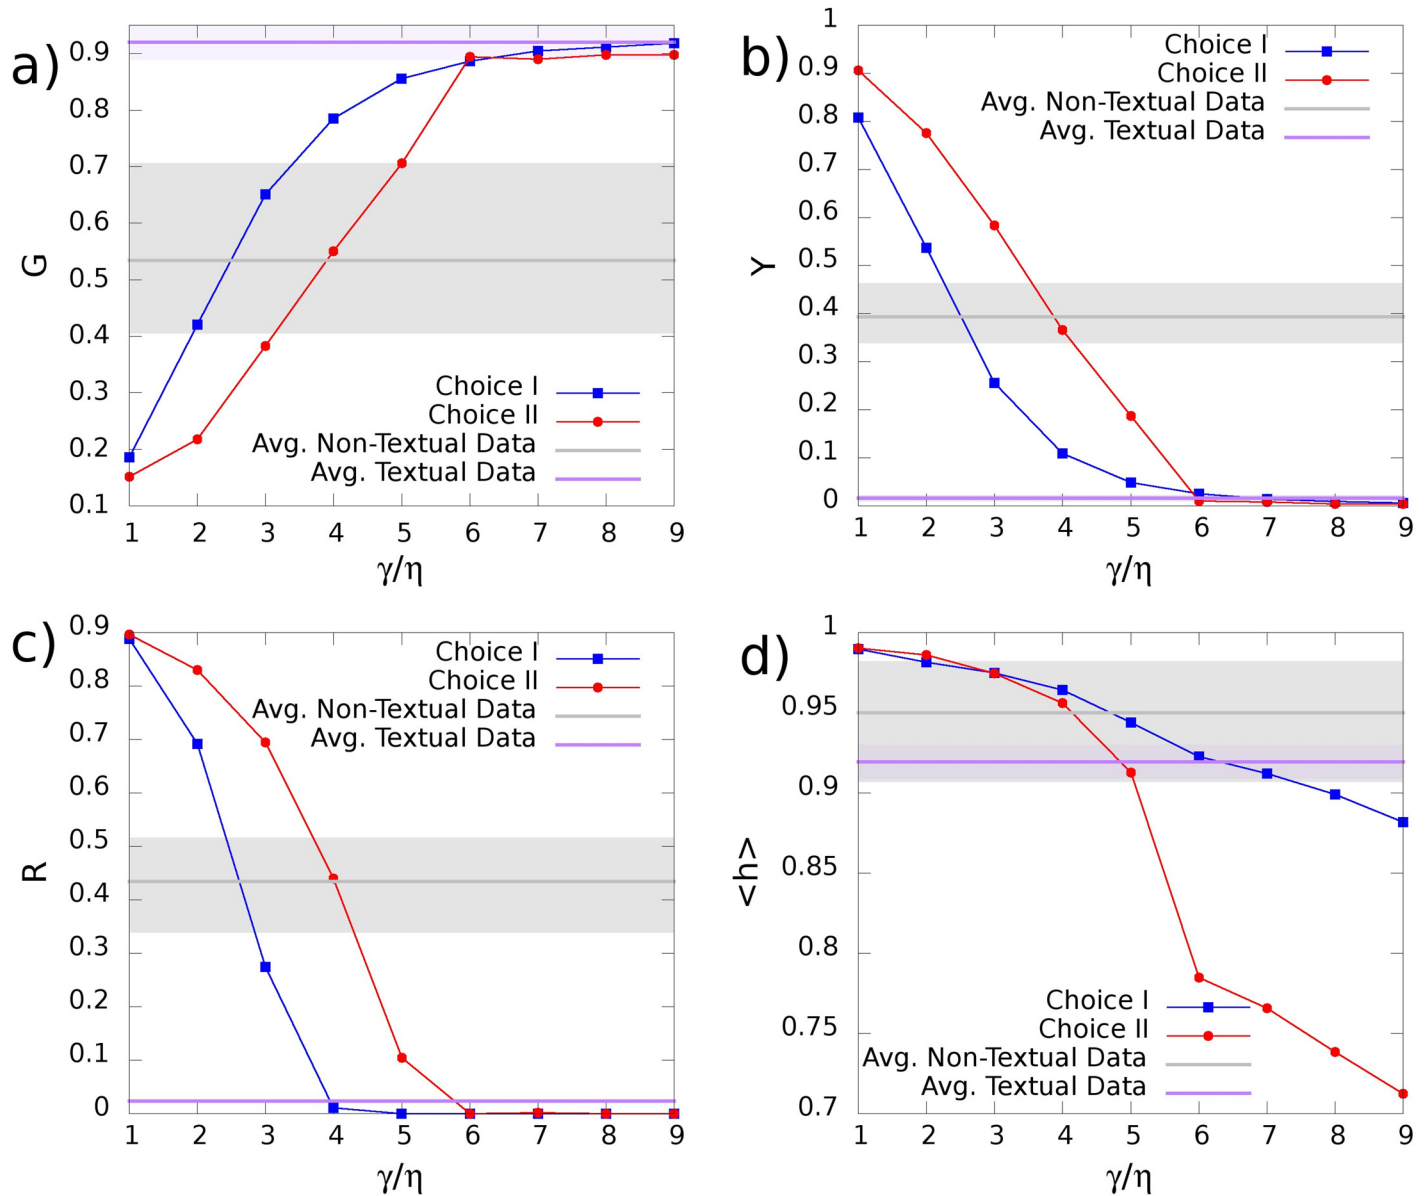 a)
G
0.9
0.8
0.7
0.6
0.5
0.4
0.3
0.2
0.1
Choice I
Choice II
Avg. Non-Textual Data
Avg. Textual Data
1 2 3 4 5 6 7 8 9
γ/η
b)
Y
1
0.9
0.8
0.7
0.6
0.5
0.4
0.3
0.2
0.1
0
Choice I
Choice II
Avg. Non-Textual Data
Avg. Textual Data
1 2 3 4 5 6 7 8 9
γ/η
c)
R
0.9
0.8
0.7
0.6
0.5
0.4
0.3
0.2
0.1
0
Choice I
Choice II
Avg. Non-Textual Data
Avg. Textual Data
1 2 3 4 5 6 7 8 9
γ/η
d)
<h>
1
0.95
0.9
0.85
0.8
0.75
0.7
Choice I
Choice II
Avg. Non-Textual Data
Avg. Textual Data
1 2 3 4 5 6 7 8 9
γ/η